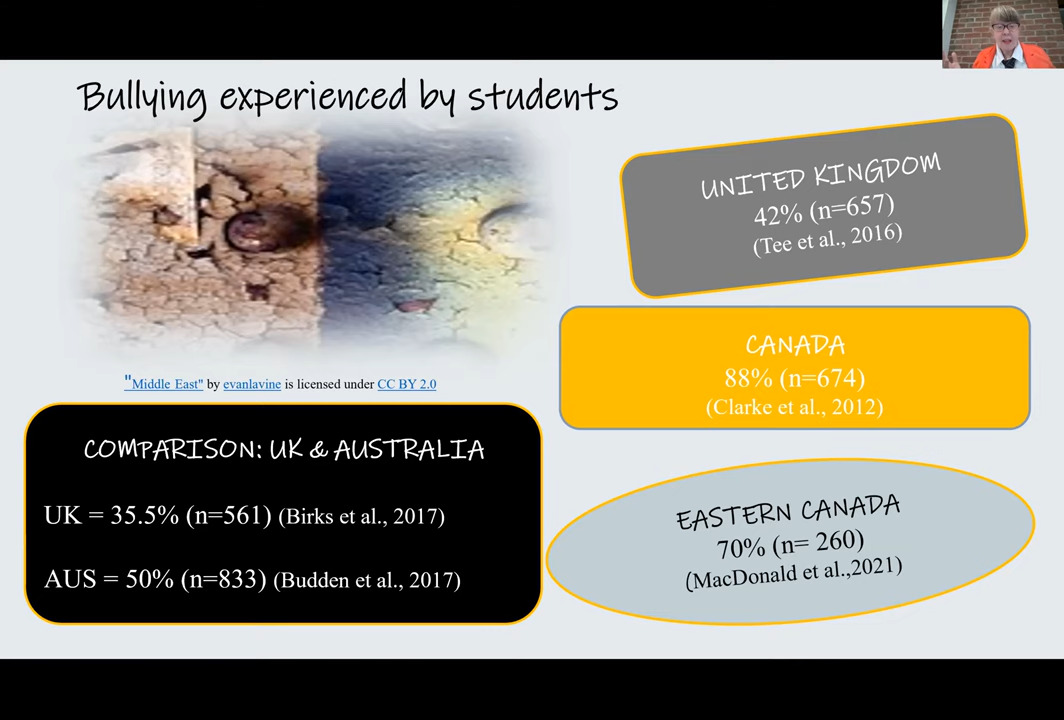 Bullying experienced by students
UNITED KINGDOM
42% (n=657)
(Tee et al., 2016)
CANADA
88% (n=674)
(Clarke et al., 2012)
"Middle East" by evanlavine is licensed under CC BY 2.0
COMPARISON: UK & AUSTRALIA
UK = 35.5% (n=561) (Birks et al., 2017)
AUS = 50% (n=833) (Budden et al., 2017)
EASTERN CANADA
70% (n= 260)
(MacDonald et al.,2021)